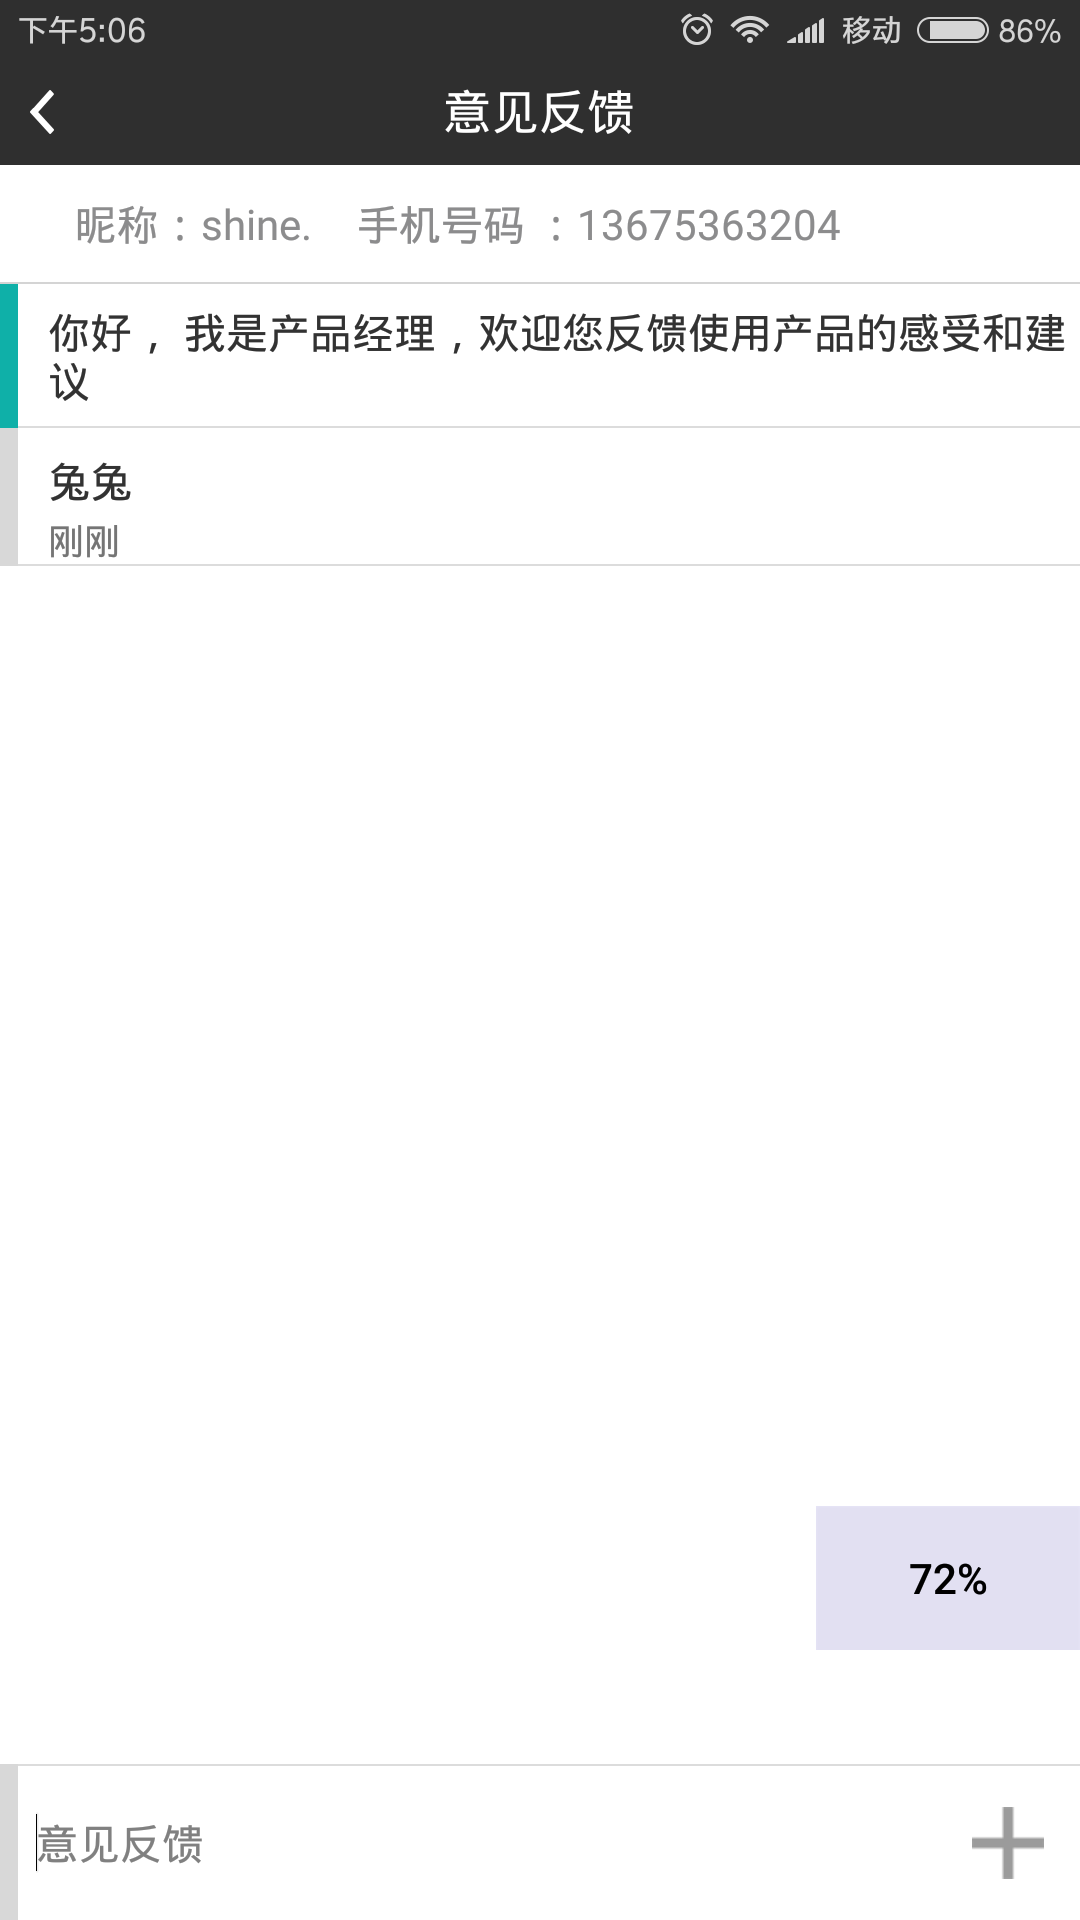 下午5:06 移动 86%
意见反馈
昵称：shine. 手机号码 ：13675363204
你好， 我是产品经理，欢迎您反馈使用产品的感受和建
议
兔兔
刚刚
72%
意见反馈